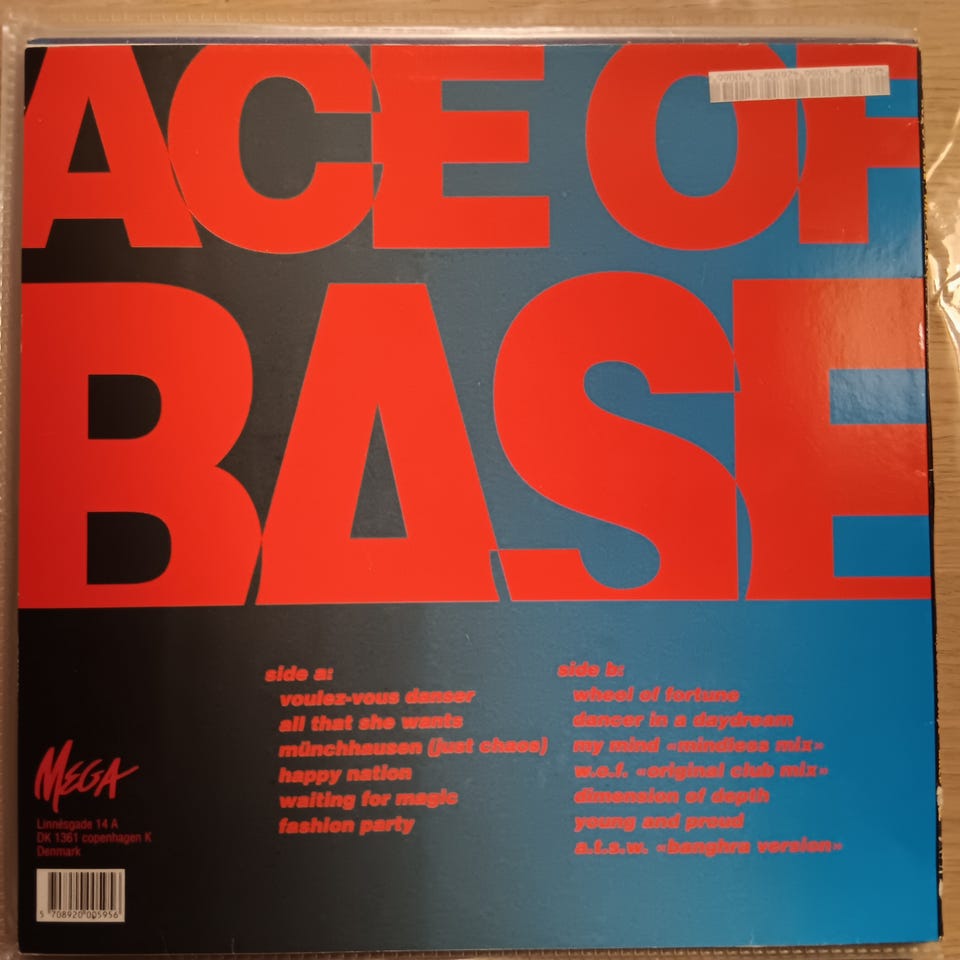 ACE OF
BASE
side a:
voulez-vous danser
all that she wants
münchhausen (just chaos)
happy nation
waiting for magic
fashion party
side b:
wheel of fortune
dancer in a daydream
my mind «mindless mix»
w.o.f. «original club mix»
dimension of depth
young and proud
a.t.s.w. «banghra version»
MEGA
Linnésgade 14 A
DK 1361 copenhagen K
Denmark
5 708920 005956